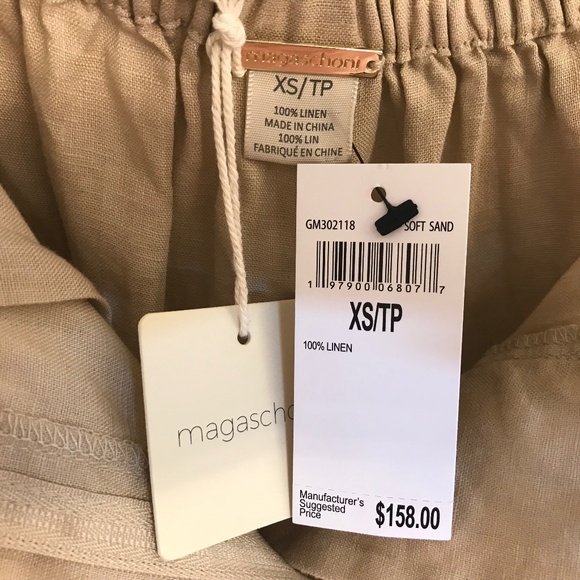 magaschoni
XS/TP
100% LINEN
MADE IN CHINA
100% LIN
FABRIQUÉ EN CHINE
GM302118 SOFT SAND
1 97900 06807 7
XS/TP
100% LINEN
magaschoni
Manufacturer's
Suggested
Price
$158.00